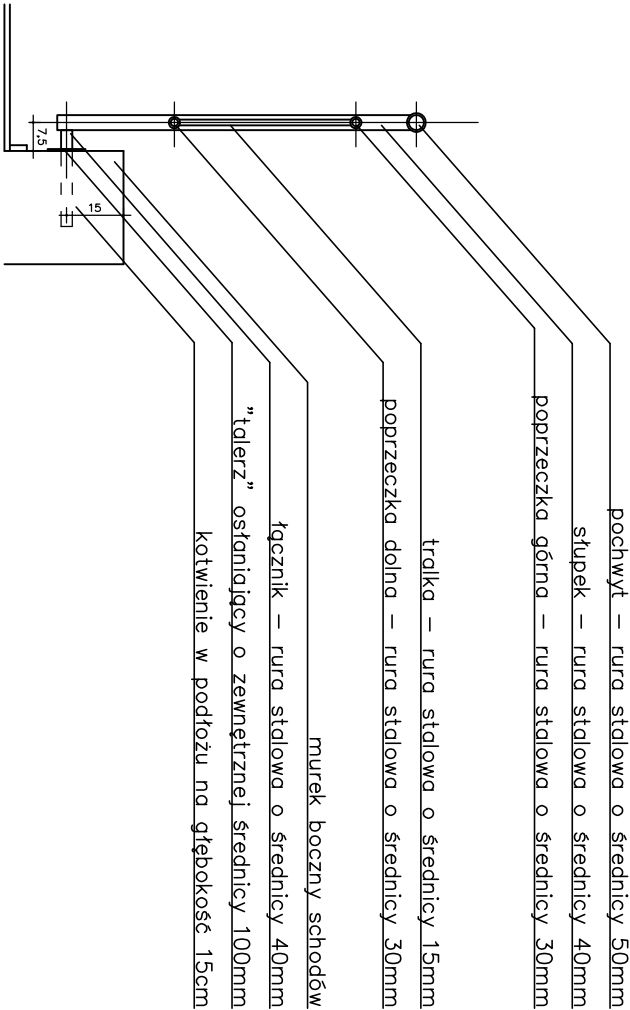 pochwyt – rura stalowa o średnicy 50mm
słupek – rura stalowa o średnicy 40mm
poprzeczka górna – rura stalowa o średnicy 30mm
tralka – rura stalowa o średnicy 15mm
poprzeczka dolna – rura stalowa o średnicy 30mm
murek boczny schodów
łącznik – rura stalowa o średnicy 40mm
"talerz" osłaniający o zewnętrznej średnicy 100mm
kotwienie w podłożu na głębokość 15cm
7,5
15